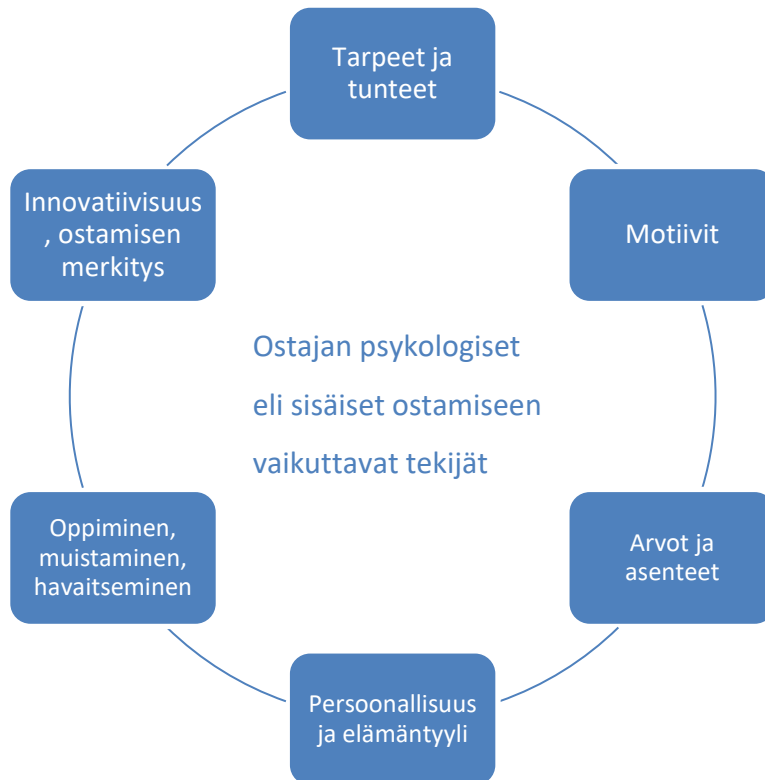 Tarpeet ja
tunteet
Motiivit
Arvot ja
asenteet
Persoonallisuus
ja elämäntyyli
Oppiminen,
muistaminen,
havaitseminen
Innovatiivisuus
, ostamisen
merkitys
Ostajan psykologiset
eli sisäiset ostamiseen
vaikuttavat tekijät